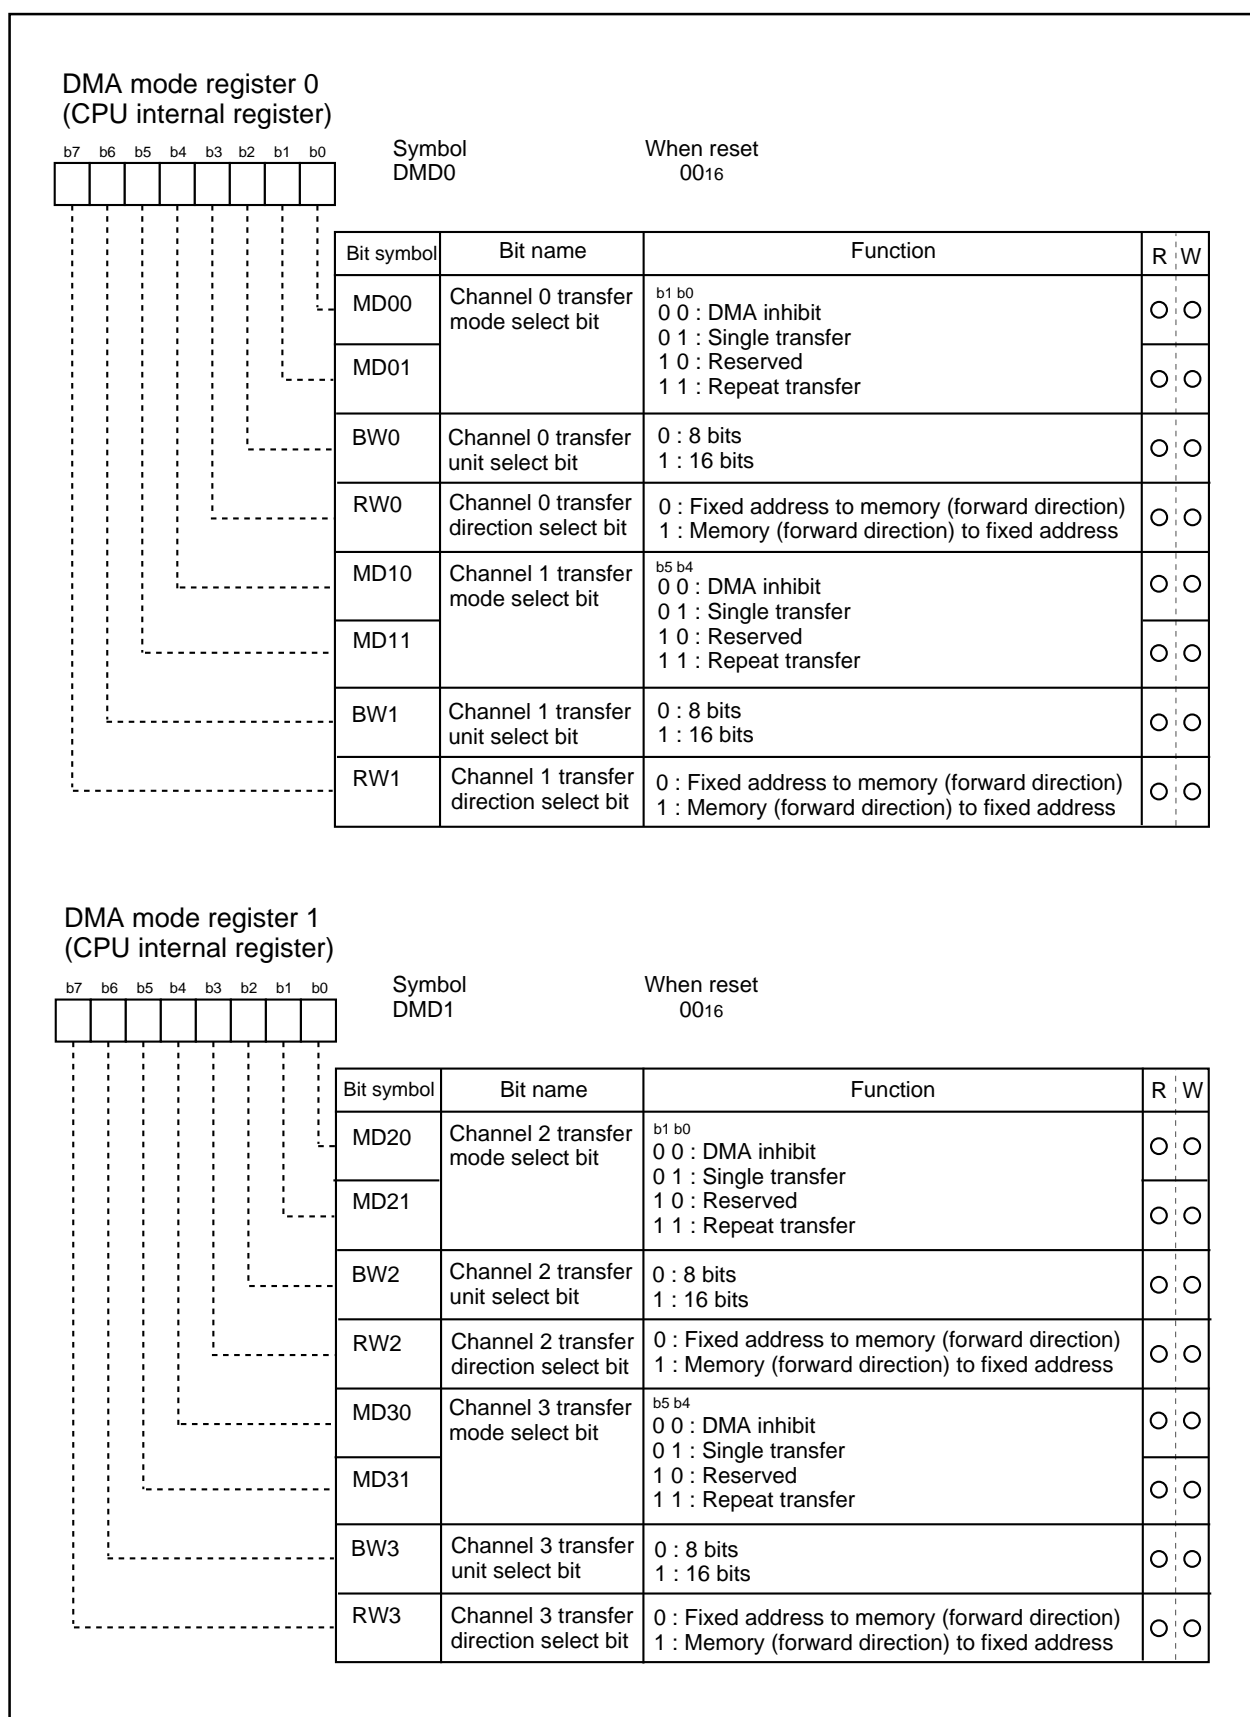 DMA mode register 0
(CPU internal register)
b7 b6 b5 b4 b3 b2 b1 b0
Symbol When reset
DMD0 0016
Bit symbol Bit name Function R W
MD00 Channel 0 transfer mode select bit
b1 b0
0 0 : DMA inhibit
0 1 : Single transfer
1 0 : Reserved
1 1 : Repeat transfer
MD01
BW0 Channel 0 transfer unit select bit
0 : 8 bits
1 : 16 bits
RW0 Channel 0 transfer direction select bit
0 : Fixed address to memory (forward direction)
1 : Memory (forward direction) to fixed address
MD10 Channel 1 transfer mode select bit
b5 b4
0 0 : DMA inhibit
0 1 : Single transfer
1 0 : Reserved
1 1 : Repeat transfer
MD11
BW1 Channel 1 transfer unit select bit
0 : 8 bits
1 : 16 bits
RW1 Channel 1 transfer direction select bit
0 : Fixed address to memory (forward direction)
1 : Memory (forward direction) to fixed address
DMA mode register 1
(CPU internal register)
b7 b6 b5 b4 b3 b2 b1 b0
Symbol When reset
DMD1 0016
Bit symbol Bit name Function R W
MD20 Channel 2 transfer mode select bit
b1 b0
0 0 : DMA inhibit
0 1 : Single transfer
1 0 : Reserved
1 1 : Repeat transfer
MD21
BW2 Channel 2 transfer unit select bit
0 : 8 bits
1 : 16 bits
RW2 Channel 2 transfer direction select bit
0 : Fixed address to memory (forward direction)
1 : Memory (forward direction) to fixed address
MD30 Channel 3 transfer mode select bit
b5 b4
0 0 : DMA inhibit
0 1 : Single transfer
1 0 : Reserved
1 1 : Repeat transfer
MD31
BW3 Channel 3 transfer unit select bit
0 : 8 bits
1 : 16 bits
RW3 Channel 3 transfer direction select bit
0 : Fixed address to memory (forward direction)
1 : Memory (forward direction) to fixed address